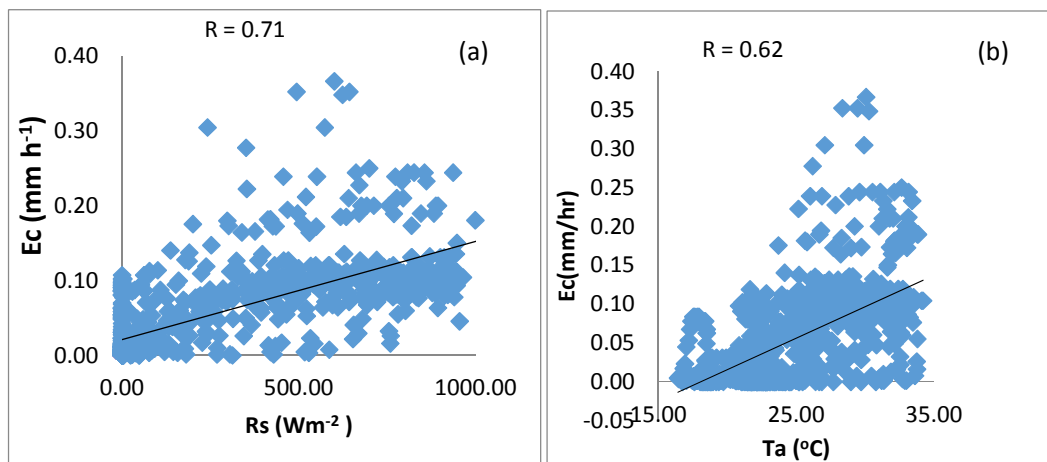 R = 0.71
(a)
0.40
0.30
0.20
0.10
0.00
Ec (mm h-1)
0.00 500.00 1000.00
Rs (Wm-2 )
R = 0.62
(b)
0.40
0.35
0.30
0.25
0.20
0.15
0.10
0.05
0.00
-0.05
Ec(mm/hr)
15.00 25.00 35.00
Ta (oC)